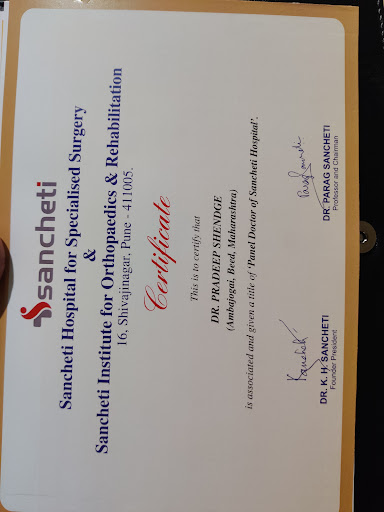 sancheti
Sancheti Hospital for Specialised Surgery
&
Sancheti Institute for Orthopaedics & Rehabilitation
16, Shivajinagar, Pune - 411005.
Certificate
This is to certify that
DR. PRADEEP SHENDGE
(Ambajogai, Beed, Maharashtra)
is associated and given a title of 'Panel Doctor of Sancheti Hospital'.
DR. K. H. SANCHETI
Founder President
DR. PARAG SANCHETI
Professor and Chairman